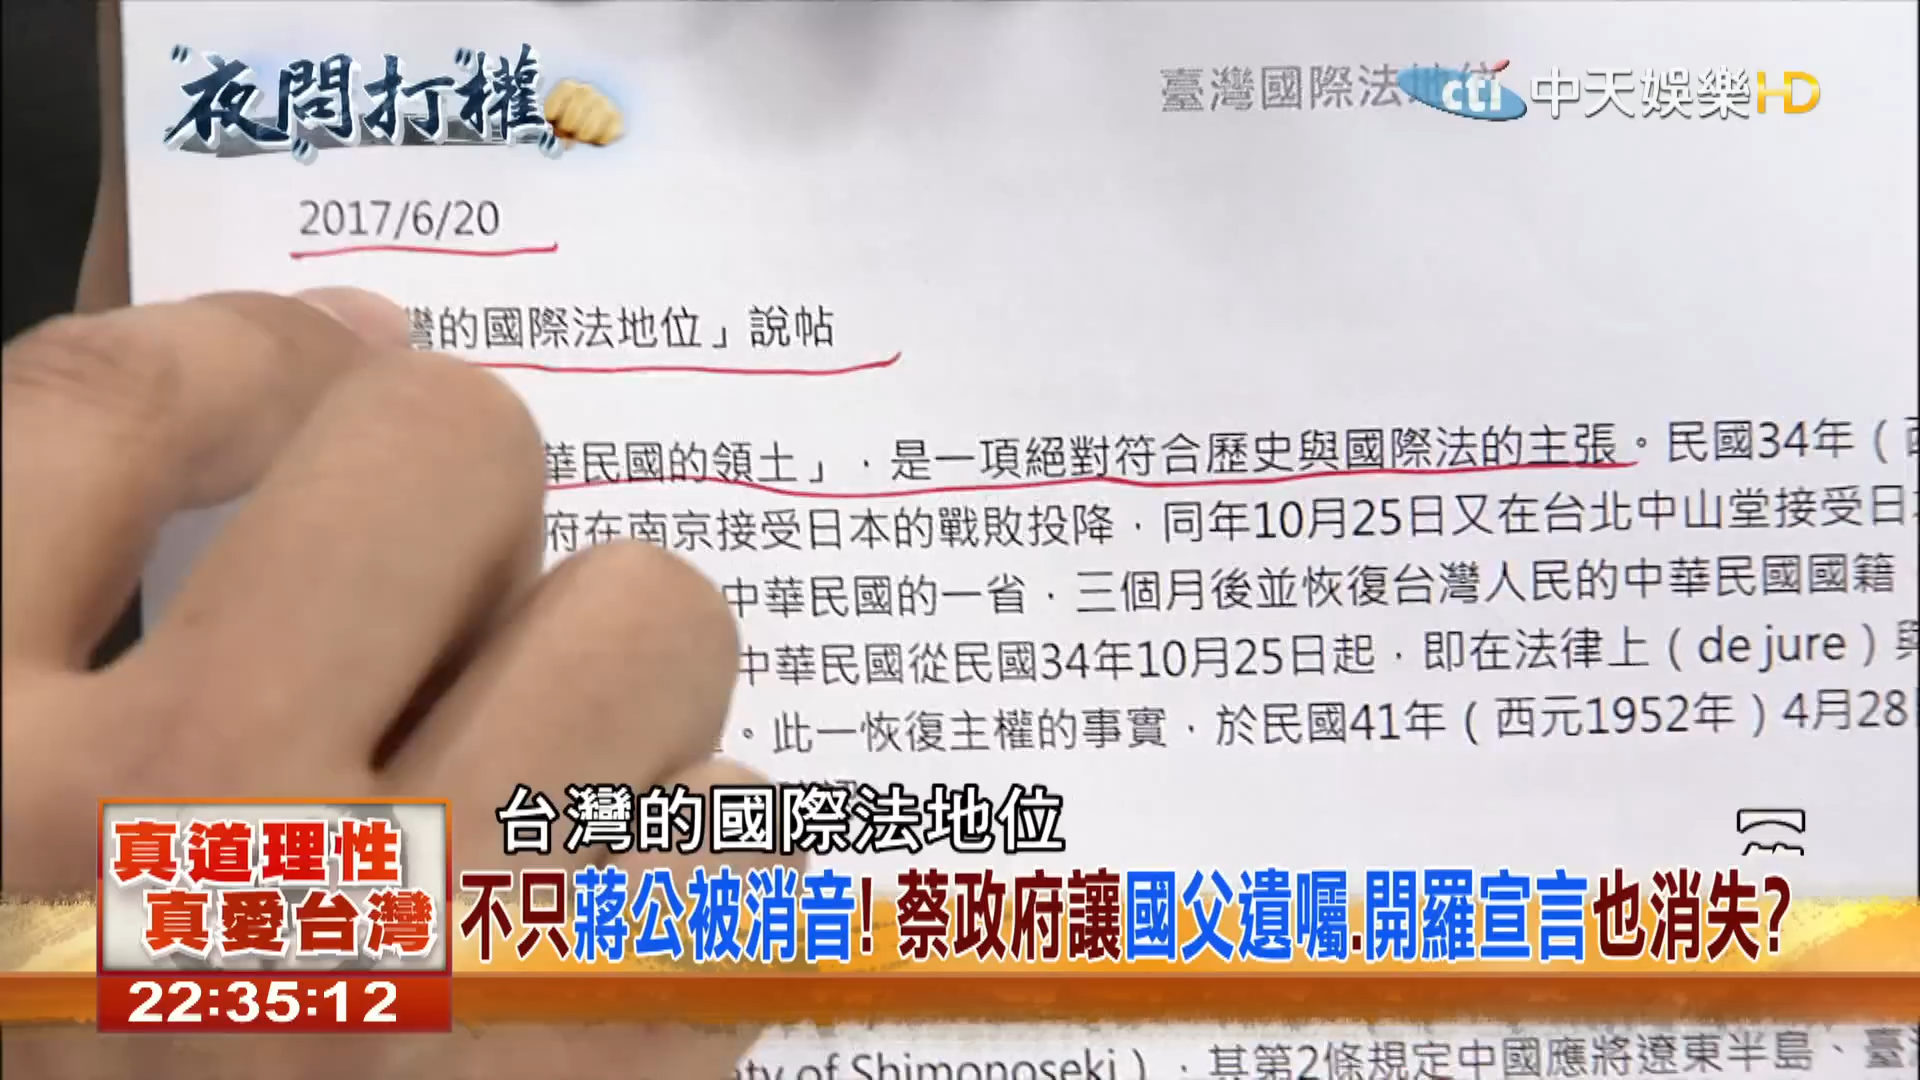 "夜問打權"
臺灣國際法地位
cti 中天娛樂HD
2017/6/20
灣的國際法地位」說帖
華民國的領土」，是一項絕對符合歷史與國際法的主張。民國34年（西
府在南京接受日本的戰敗投降，同年10月25日又在台北中山堂接受日
中華民國的一省，三個月後並恢復台灣人民的中華民國國籍
中華民國從民國34年10月25日起，即在法律上（de jure）與
。此一恢復主權的事實，於民國41年（西元1952年）4月28
台灣的國際法地位
真道理性
真愛台灣
不只蔣公被消音!蔡政府讓國父遺囑.開羅宣言也消失?
22:35:12
ty of Shimonoseki），其第2條規定中國應將遼東半島、臺